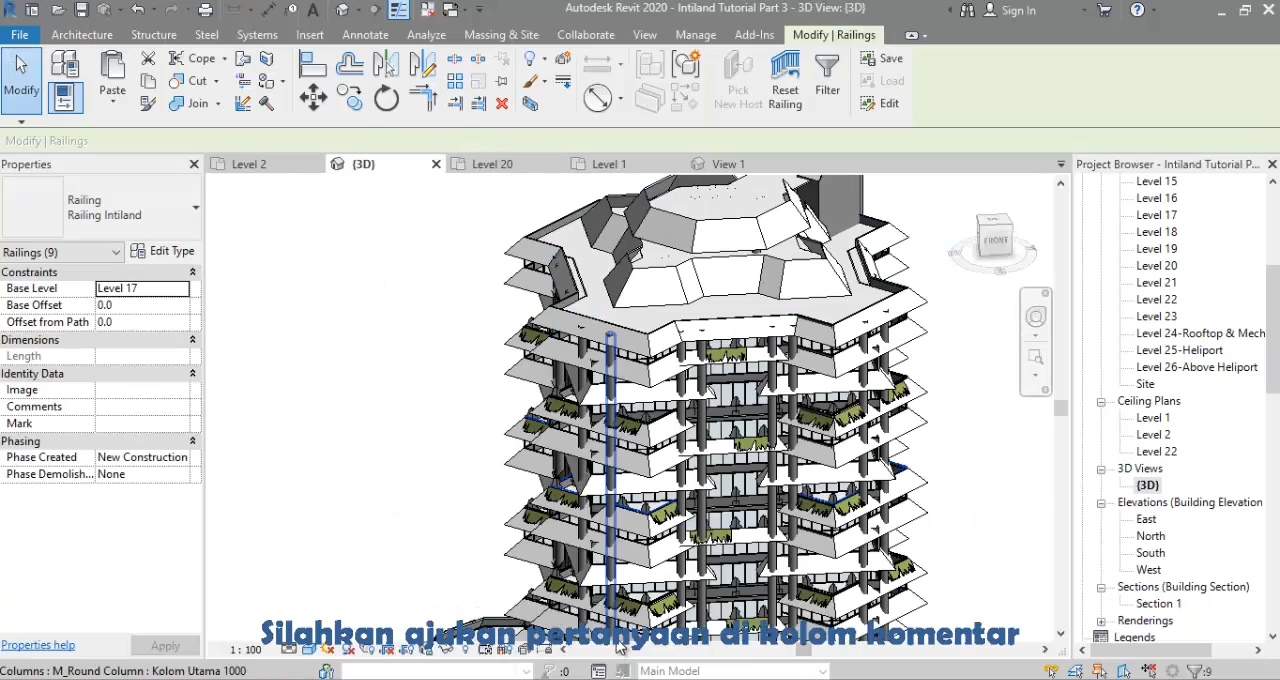 Autodesk Revit 2020 - Intiland Tutorial Part 3 - 3D View: {3D}
Sign In
File Architecture Structure Steel Systems Insert Annotate Analyze Massing & Site Collaborate View Manage Add-Ins Modify | Railings
Modify
Paste
Cope
Cut
Join
Pick
New Host
Reset
Railing
Filter
Save
Load
Edit
Modify | Railings
Properties
Level 2
{3D}
Level 20
Level 1
View 1
Project Browser - Intiland Tutorial P...
Railing
Railing Intiland
Railings (9)
Edit Type
Constraints
Base Level Level 17
Base Offset 0.0
Offset from Path 0.0
Dimensions
Length
Identity Data
Image
Comments
Mark
Phasing
Phase Created New Construction
Phase Demolish... None
Properties help
Apply
FRONT
Level 15
Level 16
Level 17
Level 18
Level 19
Level 20
Level 21
Level 22
Level 23
Level 24-Rooftop & Mech
Level 25-Heliport
Level 26-Above Heliport
Site
Ceiling Plans
Level 1
Level 2
Level 22
3D Views
{3D}
Elevations (Building Elevation
East
North
South
West
Sections (Building Section)
Section 1
Renderings
Legends
Silahkan ajukan pertanyaan di kolom komentar
1 : 100
Columns : M_Round Column : Kolom Utama 1000
:0
Main Model
:9